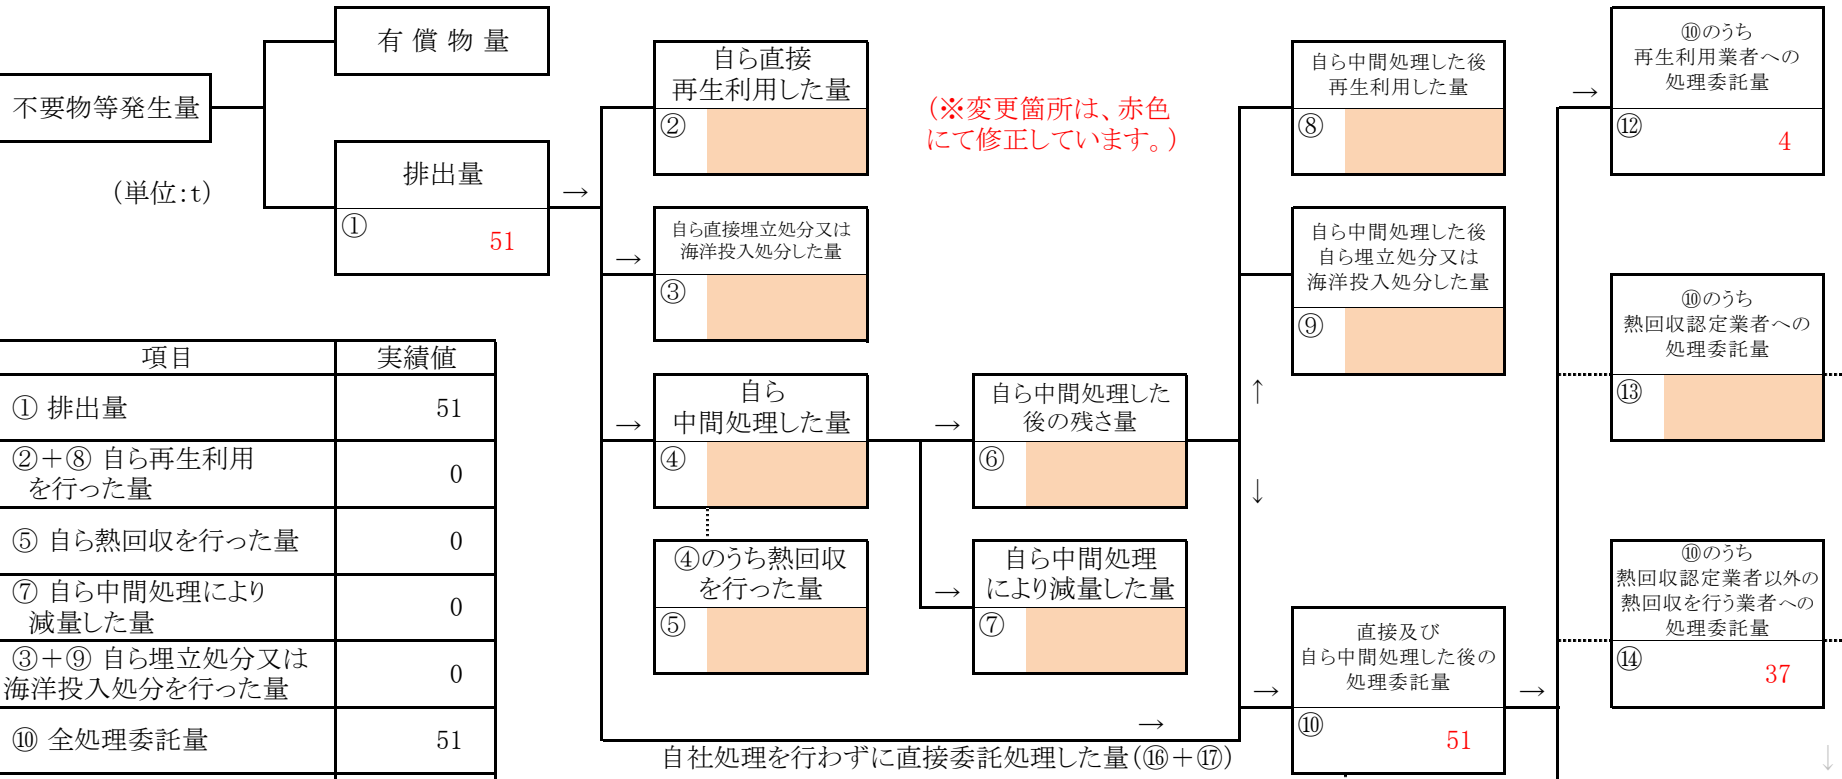 有 償 物 量
不要物等発生量
排出量
①
51
(単位:t)
→
自ら直接
再生利用した量
②
→
自ら直接埋立処分又は
海洋投入処分した量
③
→
自ら
中間処理した量
④
④のうち熱回収
を行った量
⑤
(※変更箇所は、赤色
にて修正しています。)
→
自ら中間処理した
後の残さ量
⑥
→
自ら中間処理
により減量した量
⑦
自ら中間処理した後
再生利用した量
⑧
自ら中間処理した後
自ら埋立処分又は
海洋投入処分した量
⑨
↑
↓
→
直接及び
自ら中間処理した後の
処理委託量
⑩
51
→
→
自社処理を行わずに直接委託処理した量(⑯+⑰)
→
⑩のうち
再生利用業者への
処理委託量
⑫
4
⑩のうち
熱回収認定業者への
処理委託量
⑬
⑩のうち
熱回収認定業者以外の
熱回収を行う業者への
処理委託量
⑭
37
↓
項目 実績値
① 排出量 51
②+⑧ 自ら再生利用
を行った量 0
⑤ 自ら熱回収を行った量 0
⑦ 自ら中間処理により
減量した量 0
③+⑨ 自ら埋立処分又は
海洋投入処分を行った量 0
⑩ 全処理委託量 51